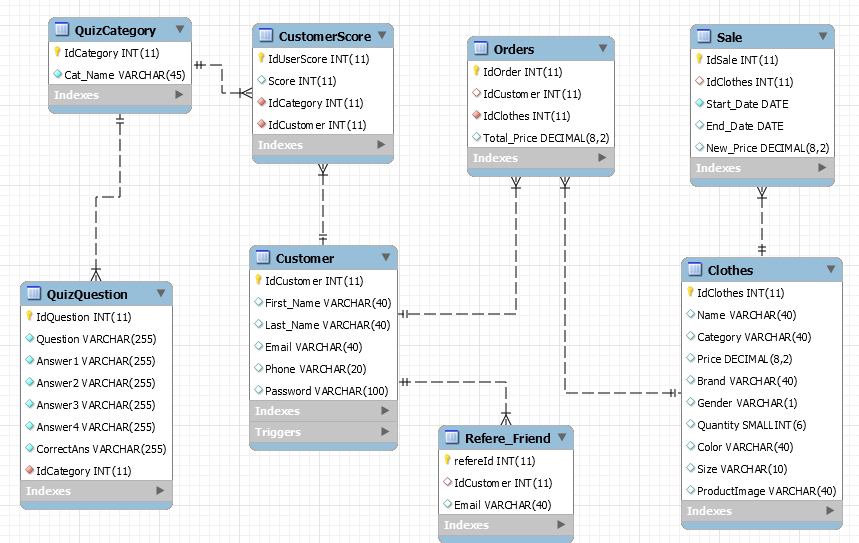 QuizCategory
IdCategory INT(11)
Cat_Name VARCHAR(45)
Indexes
CustomerScore
IdUserScore INT(11)
Score INT(11)
IdCategory INT(11)
IdCustomer INT(11)
Indexes
Orders
IdOrder INT(11)
IdCustomer INT(11)
IdClothes INT(11)
Total_Price DECIMAL(8,2)
Indexes
Sale
IdSale INT(11)
IdClothes INT(11)
Start_Date DATE
End_Date DATE
New_Price DECIMAL(8,2)
Indexes
QuizQuestion
IdQuestion INT(11)
Question VARCHAR(255)
Answer1 VARCHAR(255)
Answer2 VARCHAR(255)
Answer3 VARCHAR(255)
Answer4 VARCHAR(255)
CorrectAns VARCHAR(255)
IdCategory INT(11)
Indexes
Customer
IdCustomer INT(11)
First_Name VARCHAR(40)
Last_Name VARCHAR(40)
Email VARCHAR(40)
Phone VARCHAR(20)
Password VARCHAR(100)
Indexes
Triggers
Refere_Friend
refereId INT(11)
IdCustomer INT(11)
Email VARCHAR(40)
Indexes
Clothes
IdClothes INT(11)
Name VARCHAR(40)
Category VARCHAR(40)
Price DECIMAL(8,2)
Brand VARCHAR(40)
Gender VARCHAR(1)
Quantity SMALLINT(6)
Color VARCHAR(40)
Size VARCHAR(10)
ProductImage VARCHAR(40)
Indexes